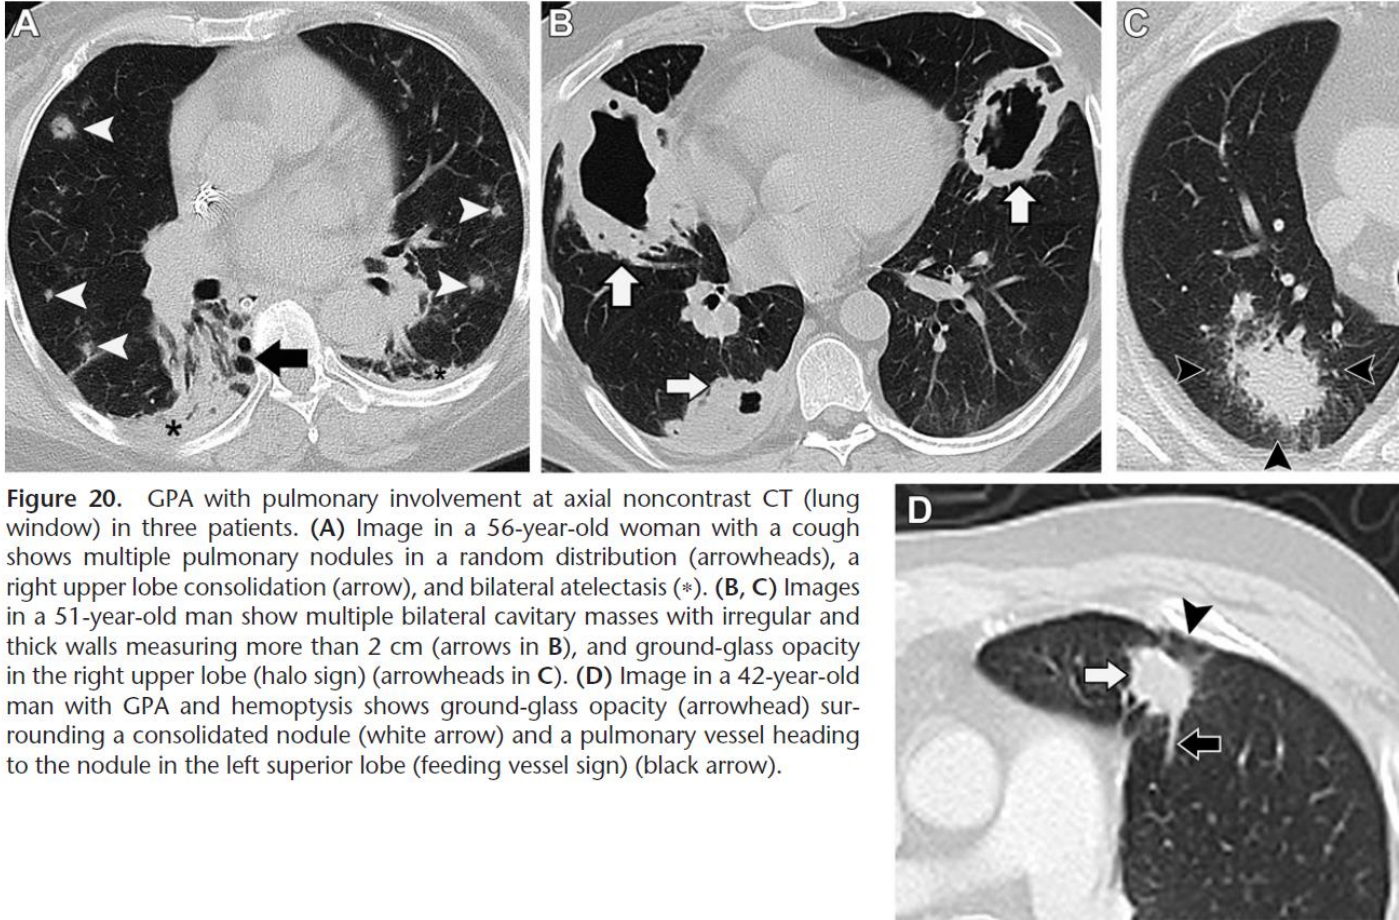 A
B
C
*
*
Figure 20. GPA with pulmonary involvement at axial noncontrast CT (lung
window) in three patients. (A) Image in a 56-year-old woman with a cough
shows multiple pulmonary nodules in a random distribution (arrowheads), a
right upper lobe consolidation (arrow), and bilateral atelectasis (*). (B, C) Images
in a 51-year-old man show multiple bilateral cavitary masses with irregular and
thick walls measuring more than 2 cm (arrows in B), and ground-glass opacity
in the right upper lobe (halo sign) (arrowheads in C). (D) Image in a 42-year-old
man with GPA and hemoptysis shows ground-glass opacity (arrowhead) sur-
rounding a consolidated nodule (white arrow) and a pulmonary vessel heading
to the nodule in the left superior lobe (feeding vessel sign) (black arrow).
D